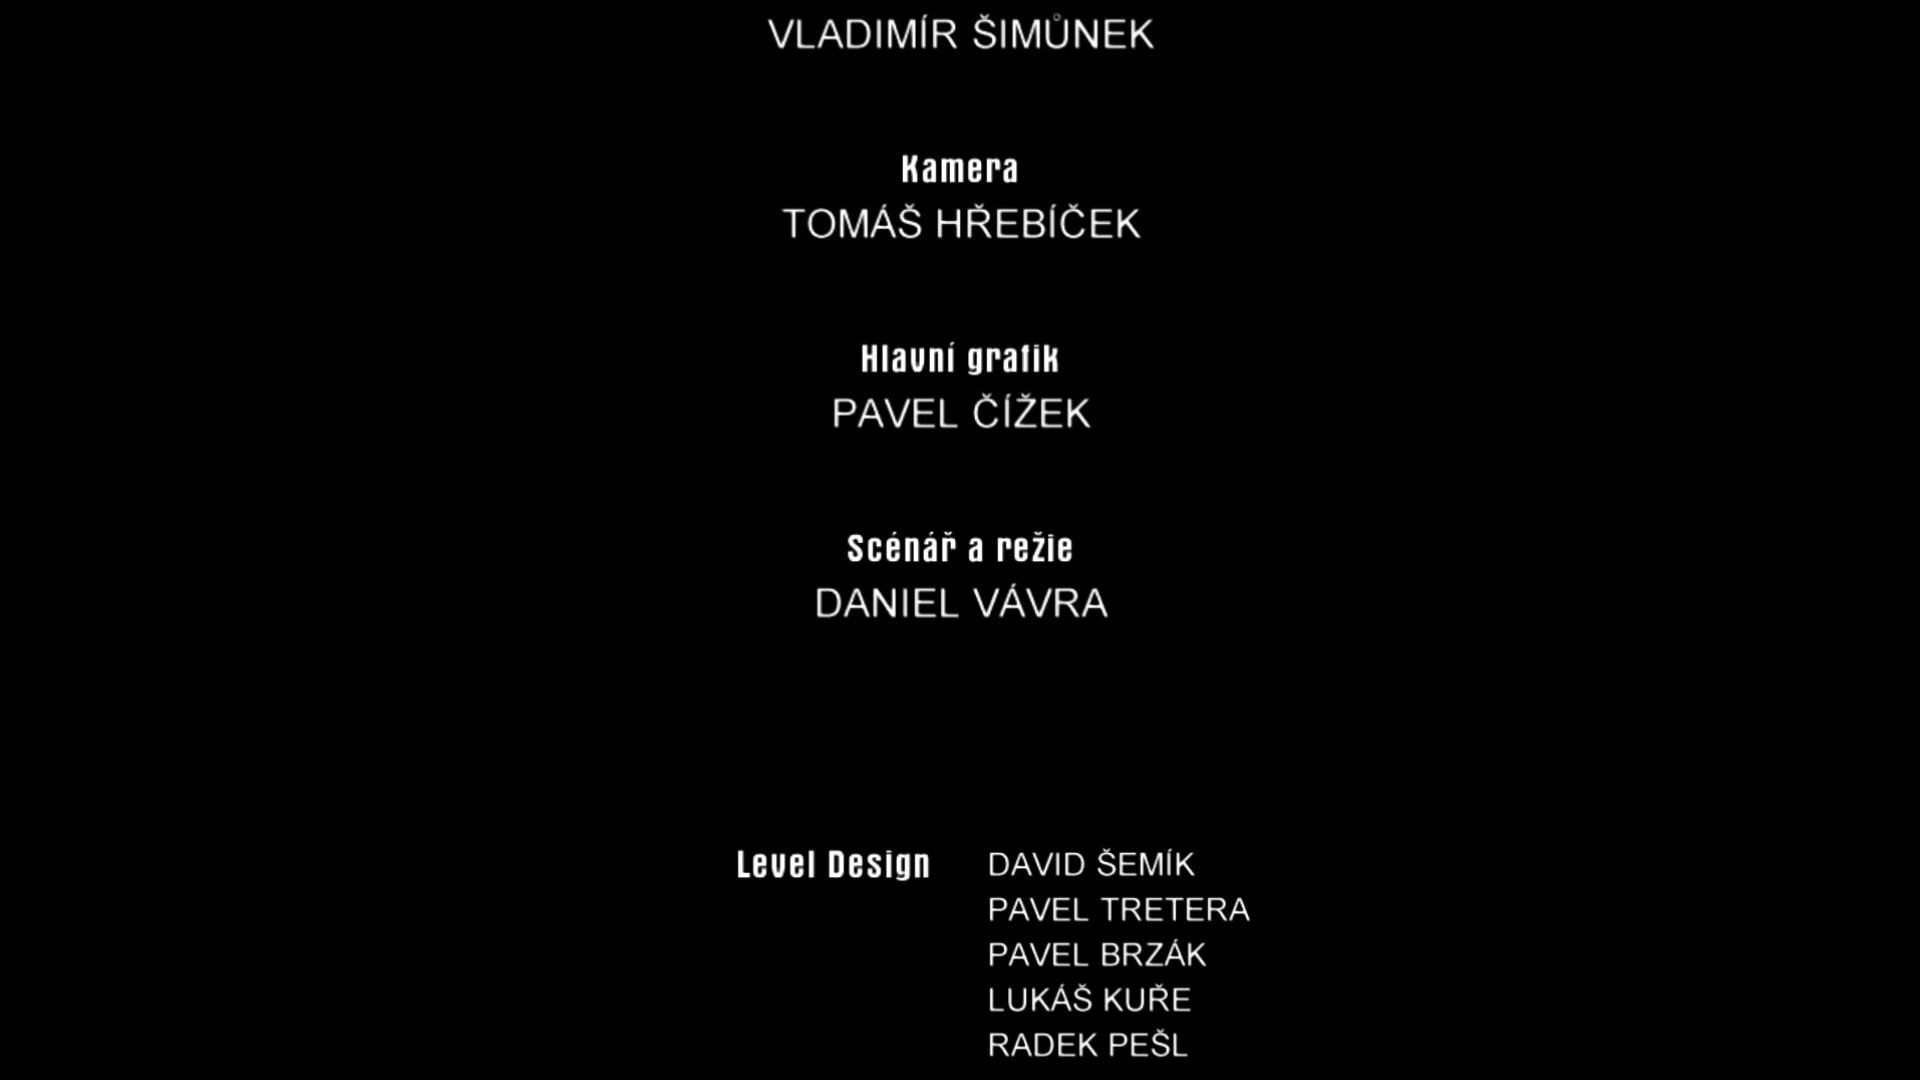 VLADIMÍR ŠIMŮNEK
Kamera
TOMÁŠ HŘEBÍČEK
Hlavní grafik
PAVEL ČÍŽEK
Scénář a režie
DANIEL VÁVRA
Level Design DAVID ŠEMÍK
PAVEL TRETERA
PAVEL BRZÁK
LUKÁŠ KUŘE
RADEK PEŠL